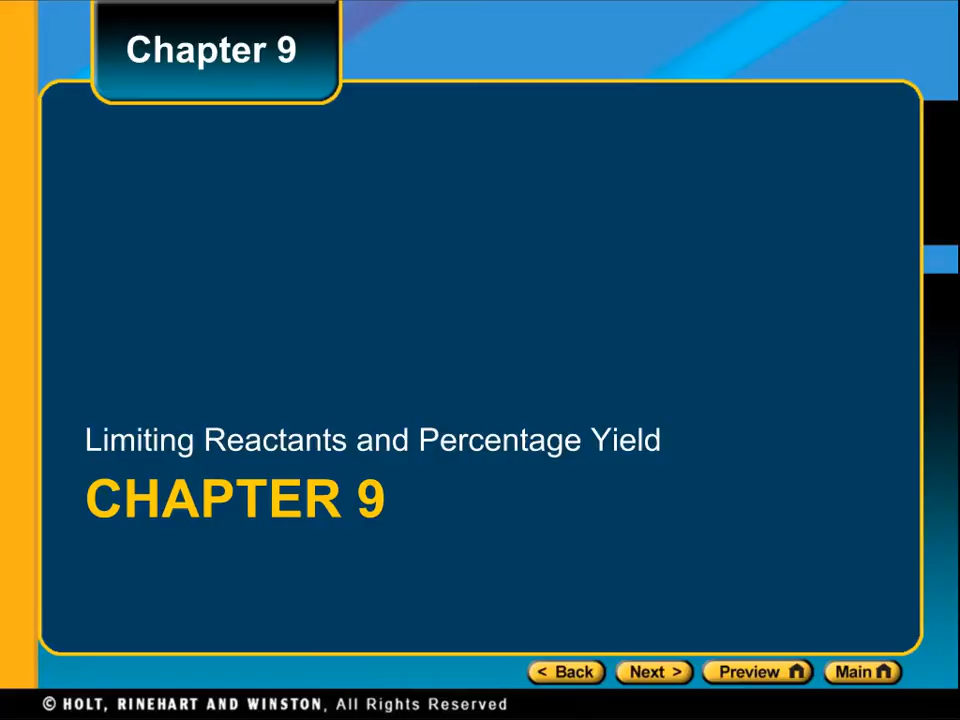 Chapter 9
Limiting Reactants and Percentage Yield
CHAPTER 9
< Back Next > Preview Main
© HOLT, RINEHART AND WINSTON, All Rights Reserved